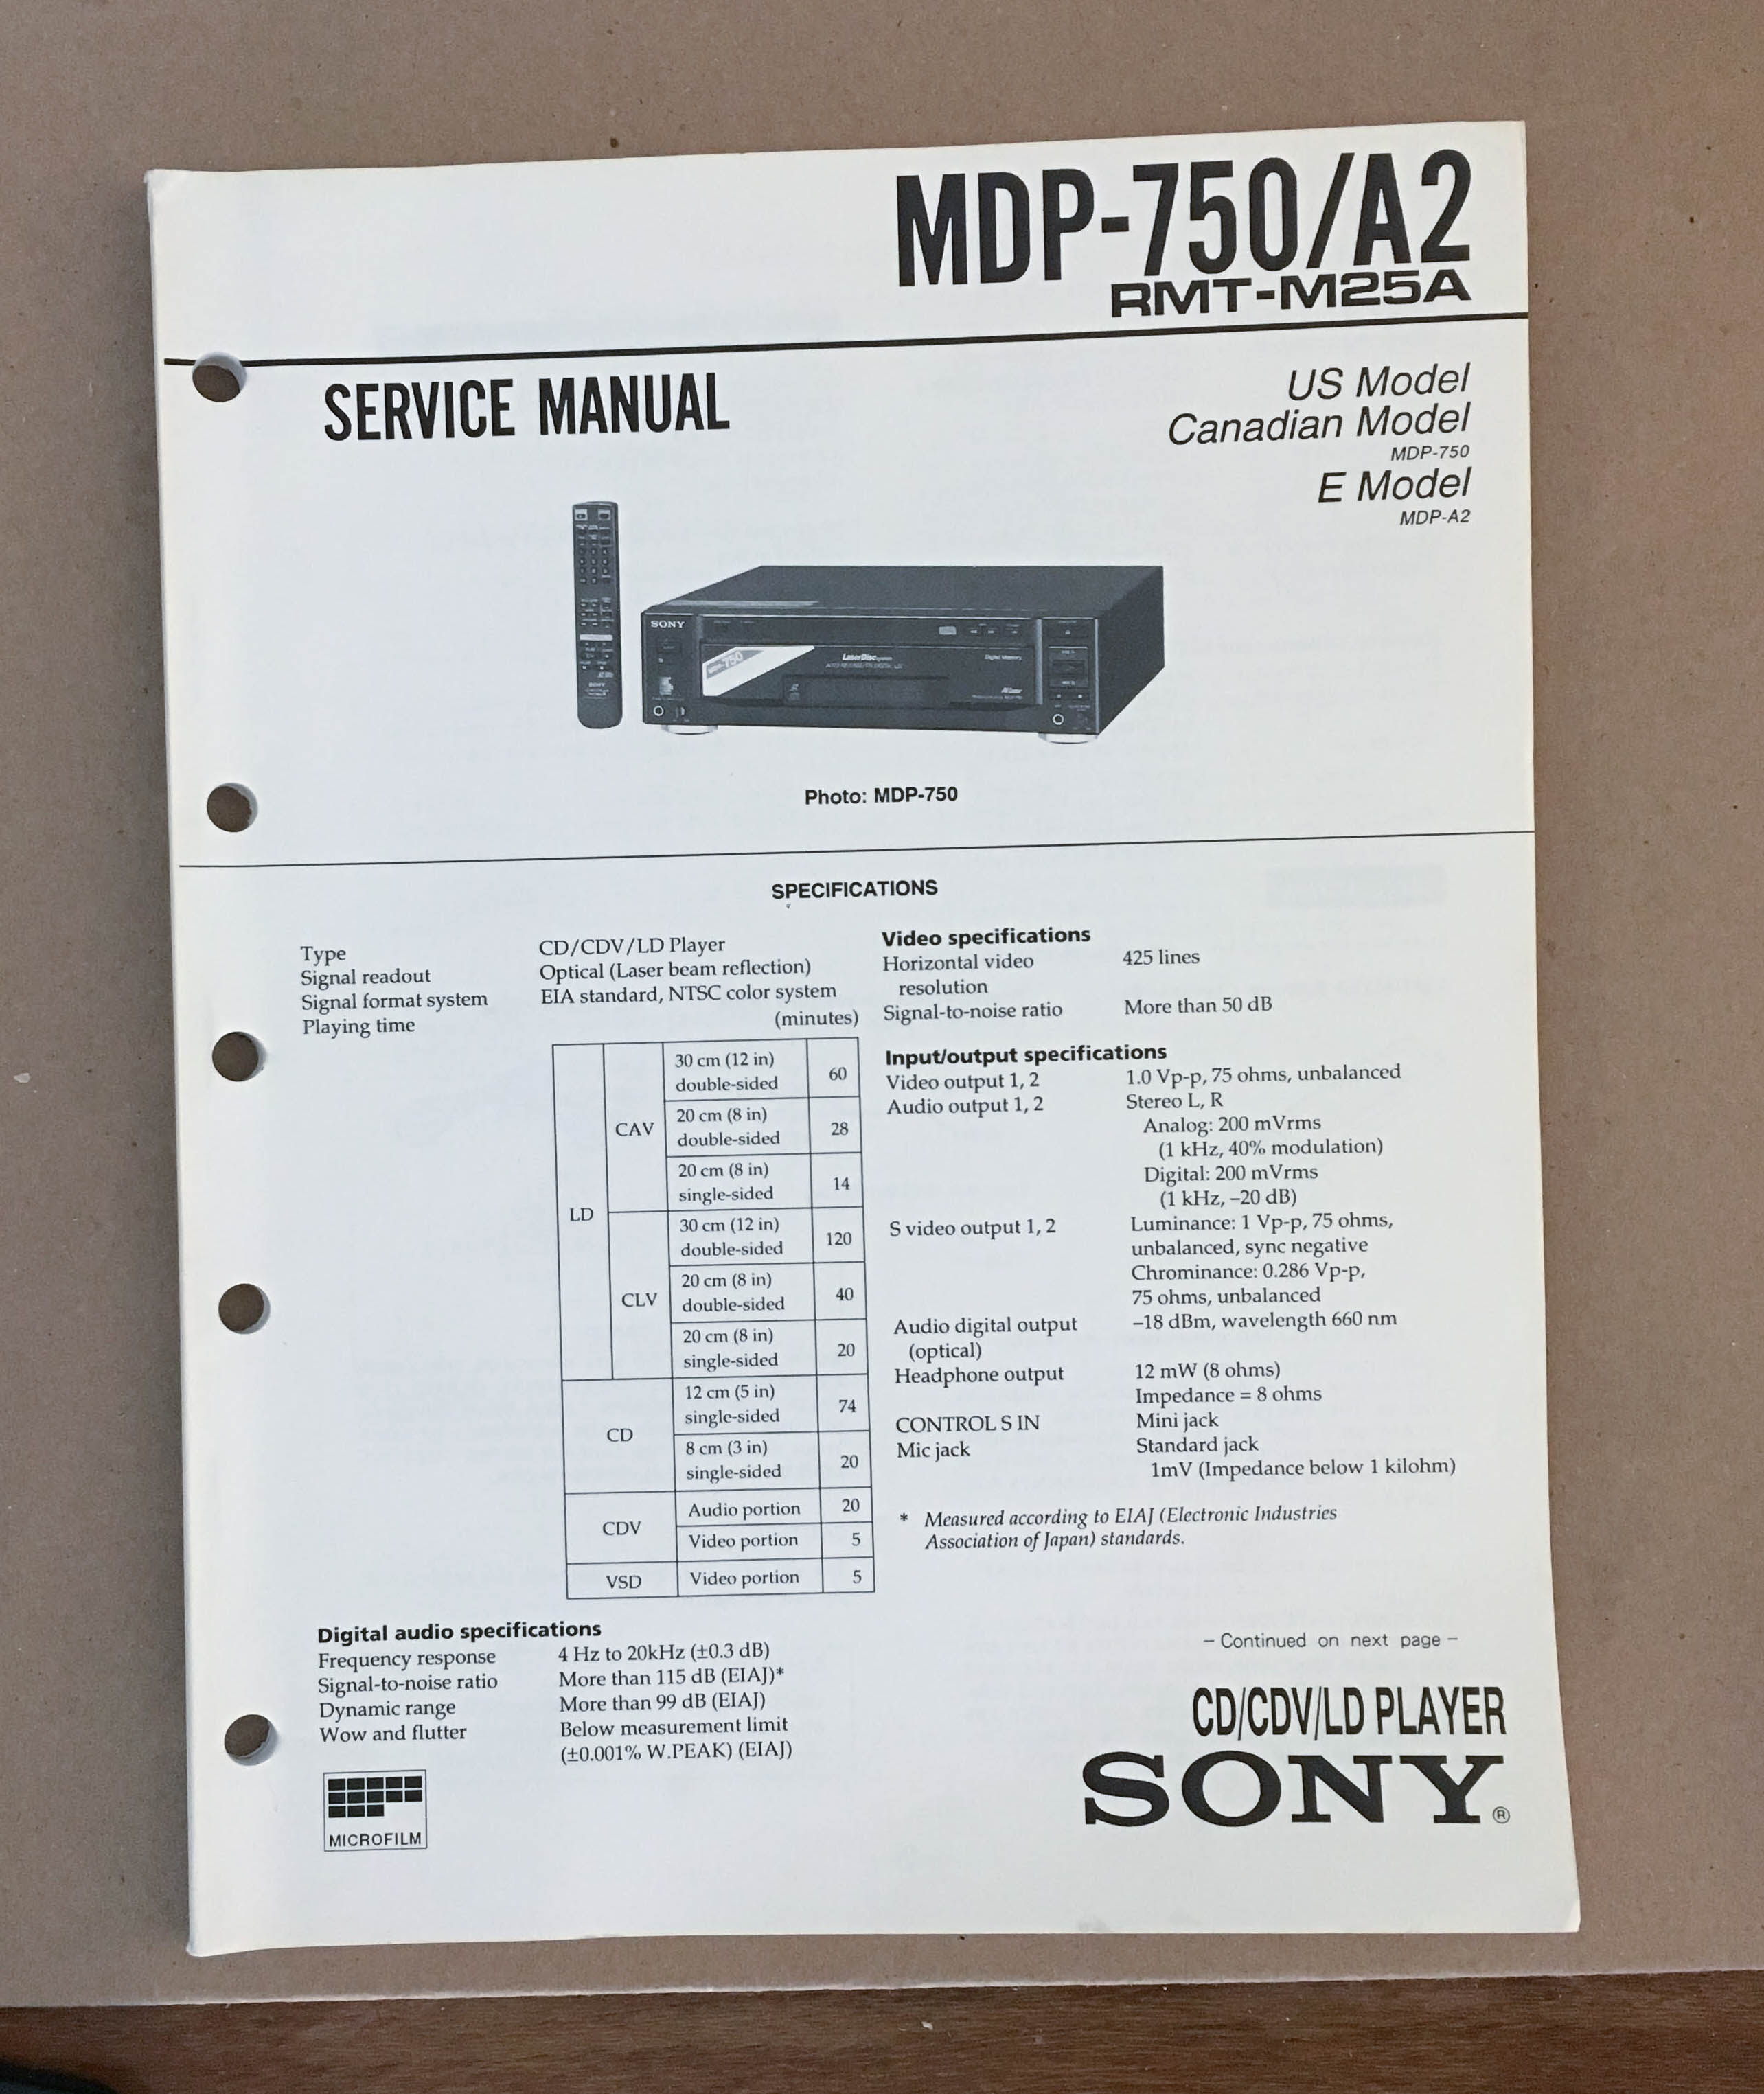 MDP-750/A2
RMT-M25A
SERVICE MANUAL
US Model
Canadian Model
MDP-750
E Model
MDP-A2
SONY
MDP-750
LaserDisc
Digital Memory
Photo: MDP-750
SPECIFICATIONS
Type CD/CDV/LD Player
Signal readout Optical (Laser beam reflection)
Signal format system EIA standard, NTSC color system
Playing time (minutes)
LD CAV 30 cm (12 in) double-sided 60
20 cm (8 in) double-sided 28
20 cm (8 in) single-sided 14
CLV 30 cm (12 in) double-sided 120
20 cm (8 in) double-sided 40
20 cm (8 in) single-sided 20
CD 12 cm (5 in) single-sided 74
8 cm (3 in) single-sided 20
CDV Audio portion 20
Video portion 5
VSD Video portion 5
Digital audio specifications
Frequency response 4 Hz to 20kHz (±0.3 dB)
Signal-to-noise ratio More than 115 dB (EIAJ)*
Dynamic range More than 99 dB (EIAJ)
Wow and flutter Below measurement limit
(±0.001% W.PEAK) (EIAJ)
MICROFILM
Video specifications
Horizontal video 425 lines
resolution
Signal-to-noise ratio More than 50 dB
Input/output specifications
Video output 1, 2 1.0 Vp-p, 75 ohms, unbalanced
Audio output 1, 2 Stereo L, R
Analog: 200 mVrms
(1 kHz, 40% modulation)
Digital: 200 mVrms
(1 kHz, –20 dB)
S video output 1, 2 Luminance: 1 Vp-p, 75 ohms,
unbalanced, sync negative
Chrominance: 0.286 Vp-p,
75 ohms, unbalanced
Audio digital output –18 dBm, wavelength 660 nm
(optical)
Headphone output 12 mW (8 ohms)
Impedance = 8 ohms
CONTROL S IN Mini jack
Mic jack Standard jack
1mV (Impedance below 1 kilohm)
* Measured according to EIAJ (Electronic Industries
Association of Japan) standards.
– Continued on next page –
CD/CDV/LD PLAYER
SONY®